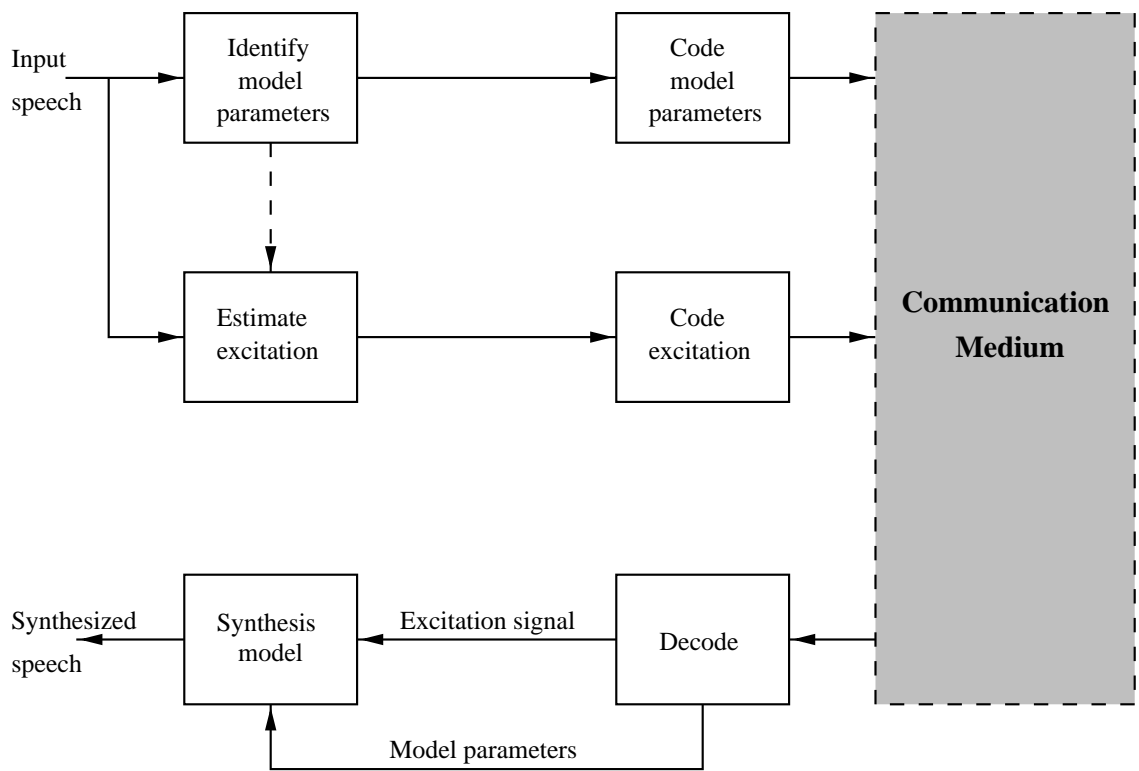 Input
speech
Identify
model
parameters
Code
model
parameters
Estimate
excitation
Code
excitation
Communication
Medium
Synthesized
speech
Synthesis
model
Excitation signal
Decode
Model parameters